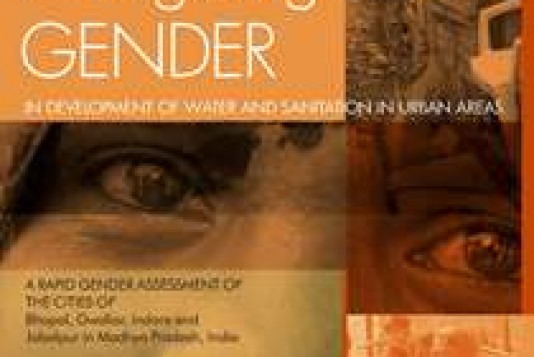 GENDER
IN DEVELOPMENT OF WATER AND SANITATION IN URBAN AREAS
A RAPID GENDER ASSESSMENT OF
THE CITIES OF
Bhopal, Gwalior, Indore and
Jabalpur in Madhya Pradesh, India